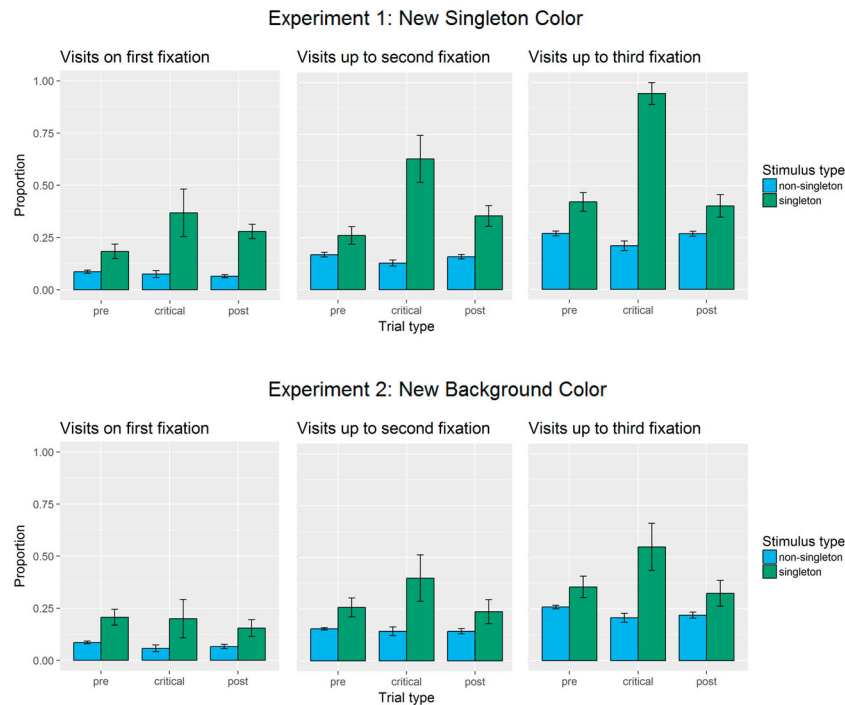 Experiment 1: New Singleton Color
Visits on first fixation
Visits up to second fixation
Visits up to third fixation
1.00
0.75
0.50
0.25
0.00
Proportion
pre
critical
post
pre
critical
post
pre
critical
post
Trial type
Stimulus type
non-singleton
singleton
Experiment 2: New Background Color
Visits on first fixation
Visits up to second fixation
Visits up to third fixation
1.00
0.75
0.50
0.25
0.00
Proportion
pre
critical
post
pre
critical
post
pre
critical
post
Trial type
Stimulus type
non-singleton
singleton